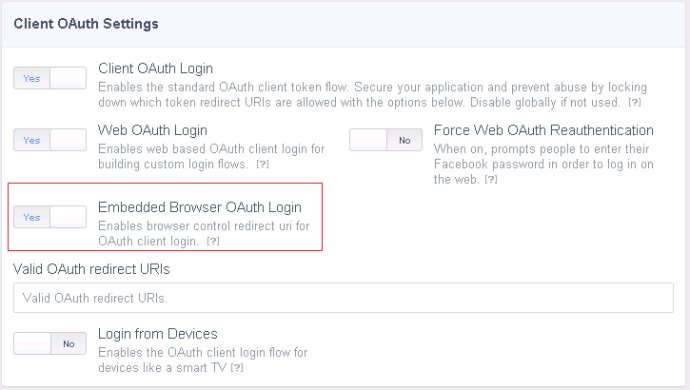 Client OAuth Settings
Yes
Client OAuth Login
Enables the standard OAuth client token flow. Secure your application and prevent abuse by locking
down which token redirect URIs are allowed with the options below. Disable globally if not used. [?]
Yes
Web OAuth Login
Enables web based OAuth client login for
building custom login flows. [?]
No
Force Web OAuth Reauthentication
When on, prompts people to enter their
Facebook password in order to log in on
the web. [?]
Yes
Embedded Browser OAuth Login
Enables browser control redirect uri for
OAuth client login. [?]
Valid OAuth redirect URIs
Valid OAuth redirect URIs.
No
Login from Devices
Enables the OAuth client login flow for
devices like a smart TV [?]